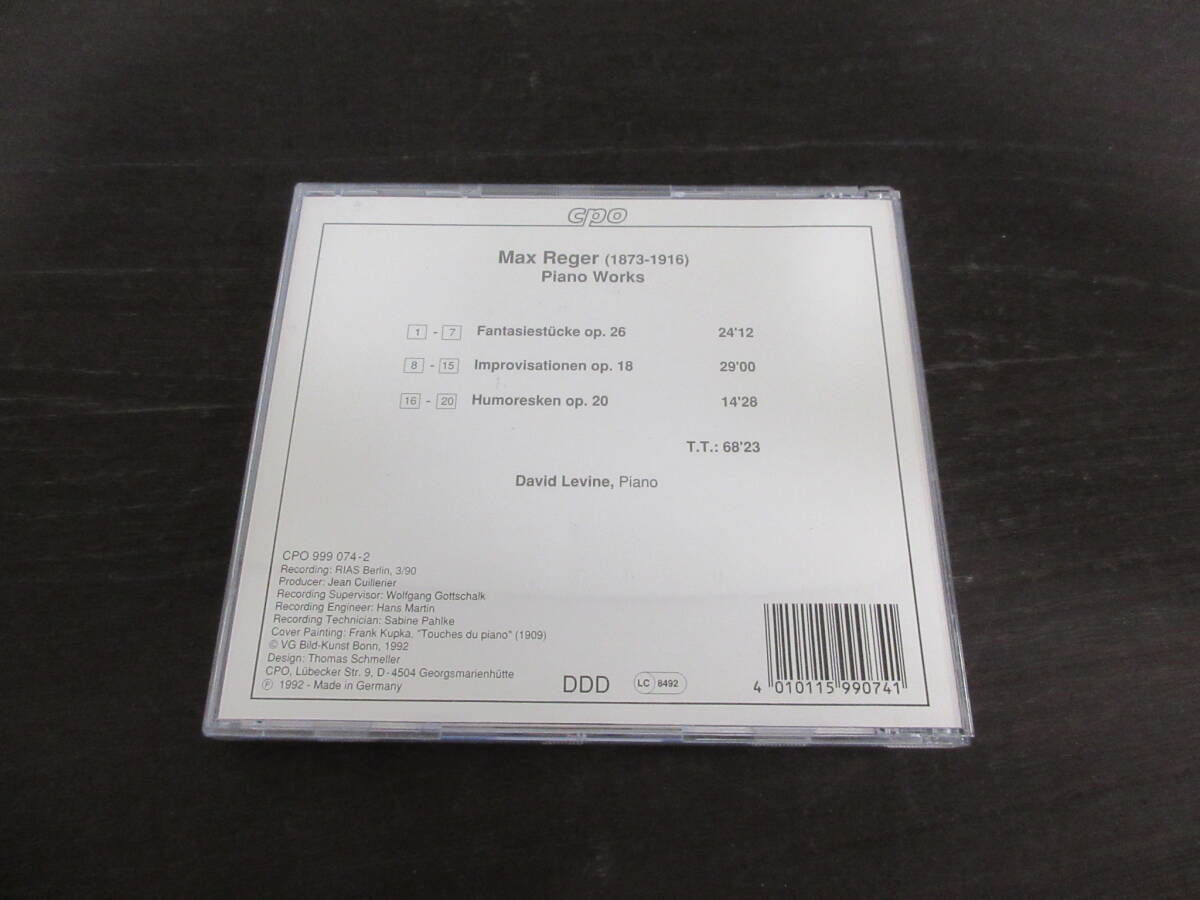 cpo
Max Reger (1873-1916)
Piano Works
1 - 7 Fantasiestücke op. 26 24'12
8 - 15 Improvisationen op. 18 29'00
16 - 20 Humoresken op. 20 14'28
T.T.: 68'23
David Levine, Piano
CPO 999 074-2
Recording: RIAS Berlin, 3/90
Producer: Jean Cuillerier
Recording Supervisor: Wolfgang Gottschalk
Recording Engineer: Hans Martin
Recording Technician: Sabine Pahlke
Cover Painting: Frank Kupka, "Touches du piano" (1909)
© VG Bild-Kunst Bonn, 1992
Design: Thomas Schmeller
CPO, Lübecker Str. 9, D-4504 Georgsmarienhütte
℗ 1992 - Made in Germany
DDD
LC 8492
4 010115 990741